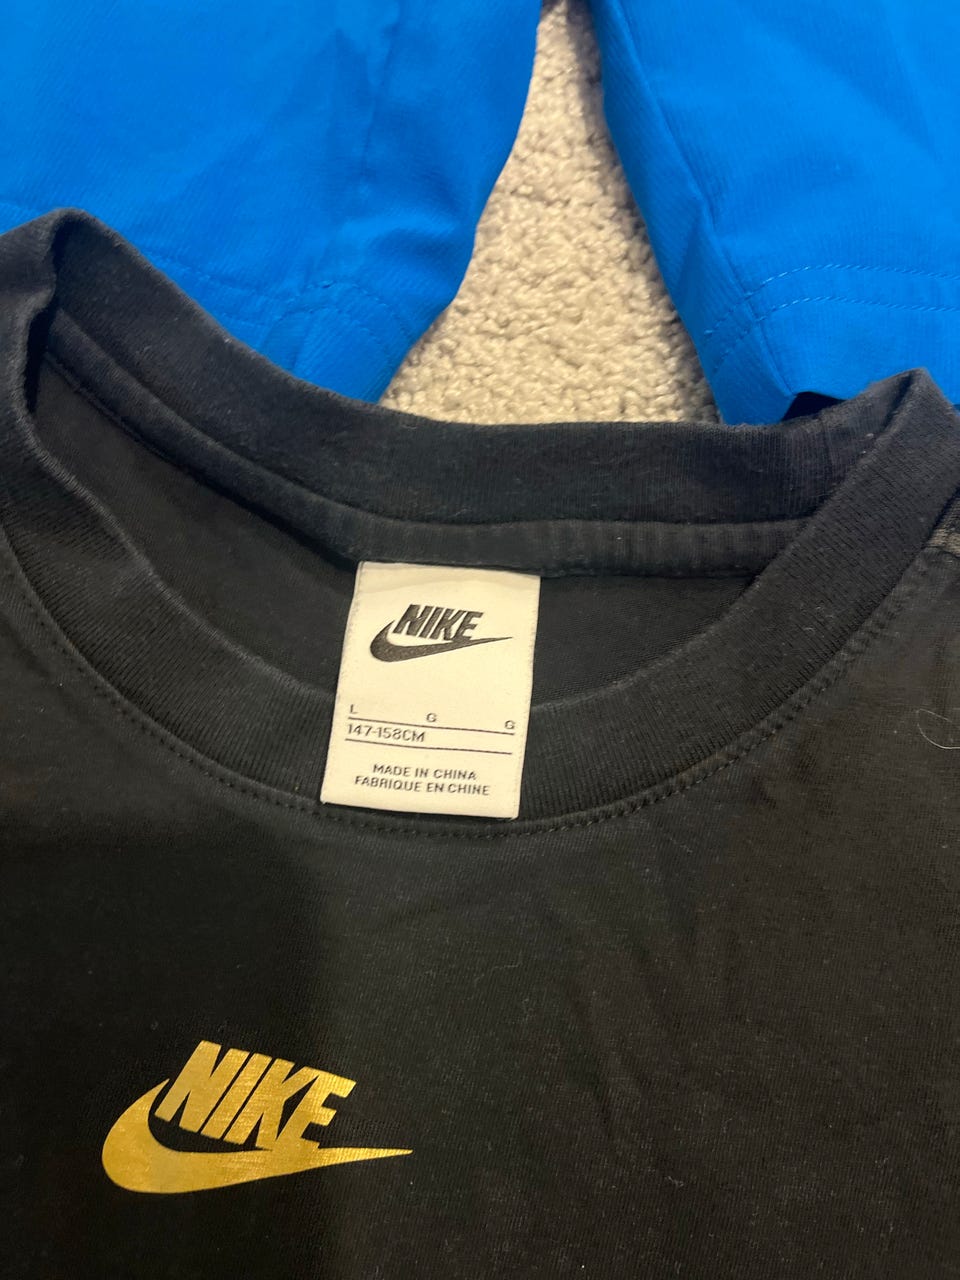 NIKE
L G G
147-158CM
MADE IN CHINA
FABRIQUE EN CHINE
NIKE